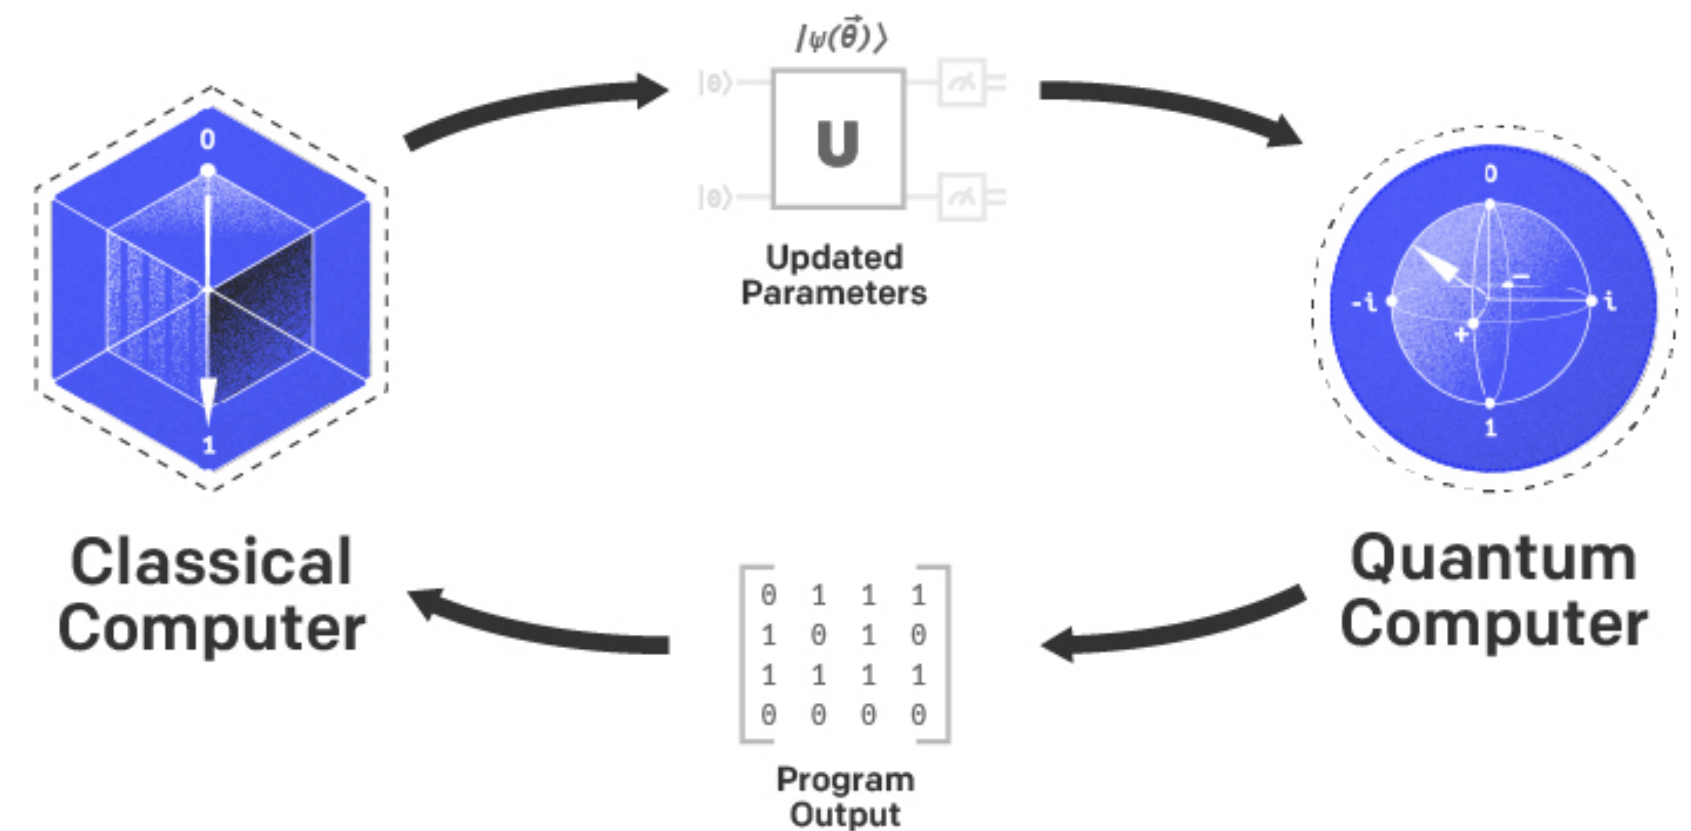 |ψ(θ⃗)⟩
|0⟩
U
|0⟩
Updated
Parameters
0
1
Classical
Computer
0
-i
i
+
−
1
Quantum
Computer
0 1 1 1
1 0 1 0
1 1 1 1
0 0 0 0
Program
Output